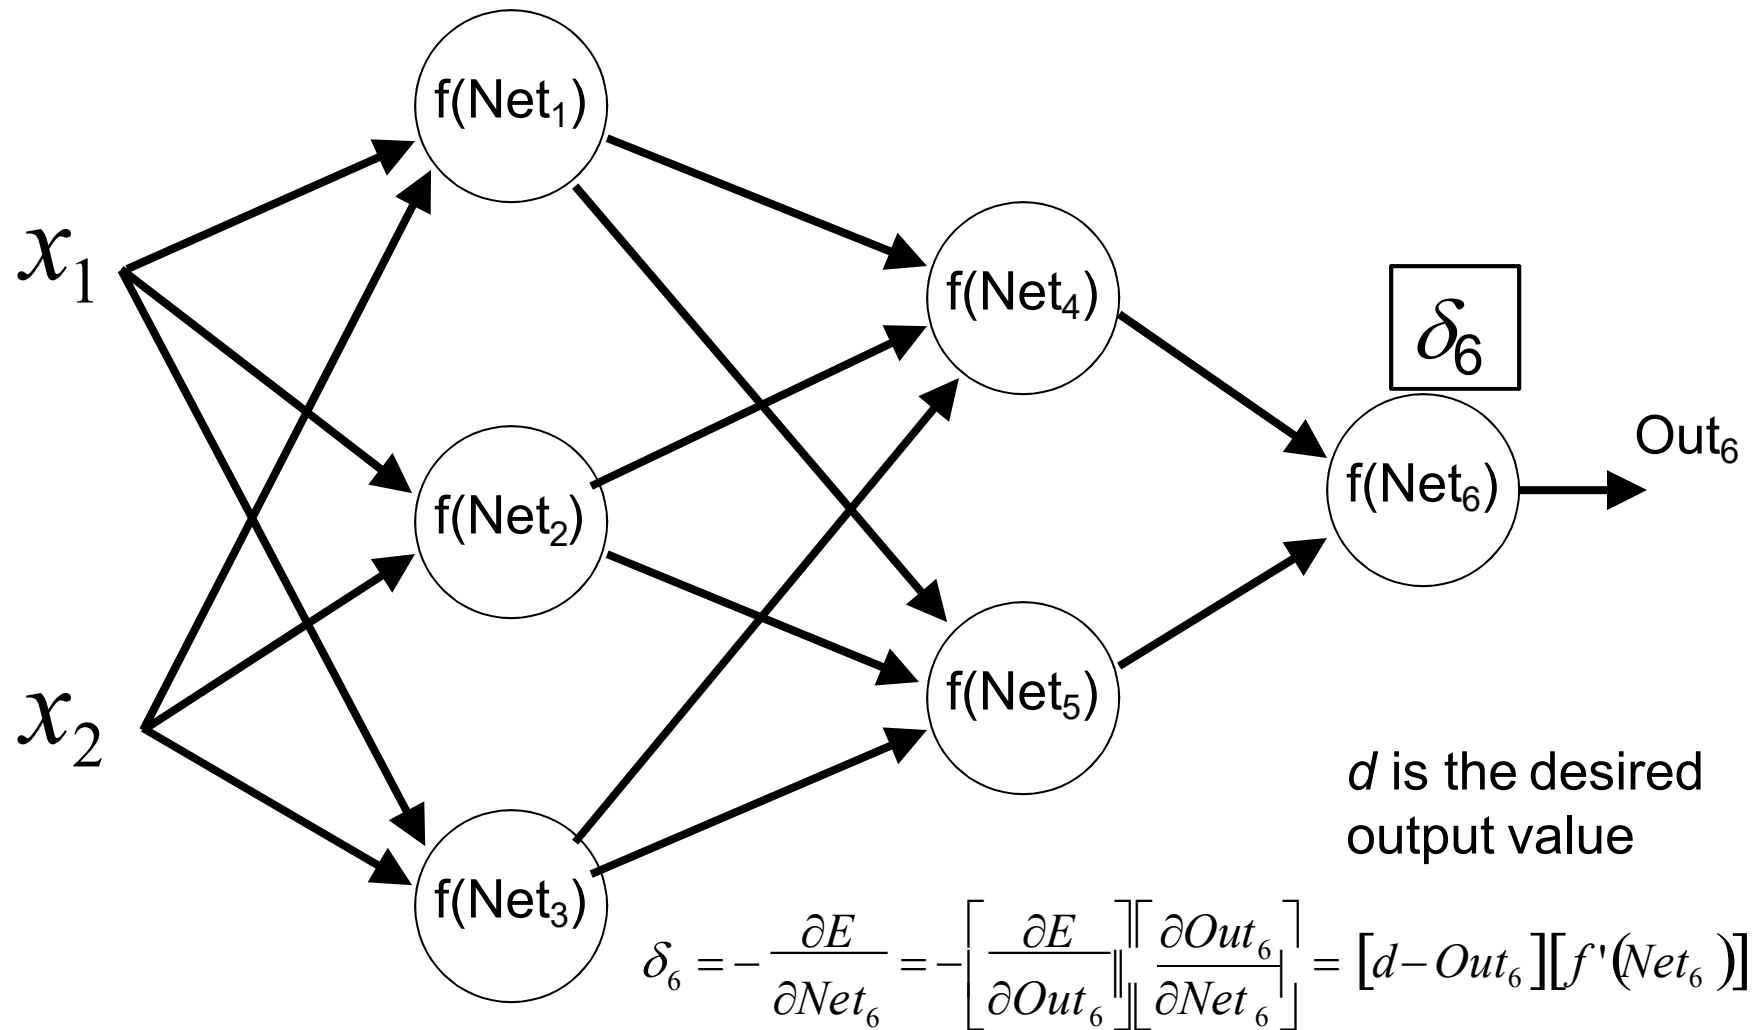 f(Net₁)
x₁
f(Net₄)
δ₆
Out₆
f(Net₆)
f(Net₂)
f(Net₅)
x₂
d is the desired
output value
f(Net₃)
δ₆ = −∂E/∂Net₆ = −[∂E/∂Out₆][∂Out₆/∂Net₆] = [d − Out₆][f'(Net₆)]